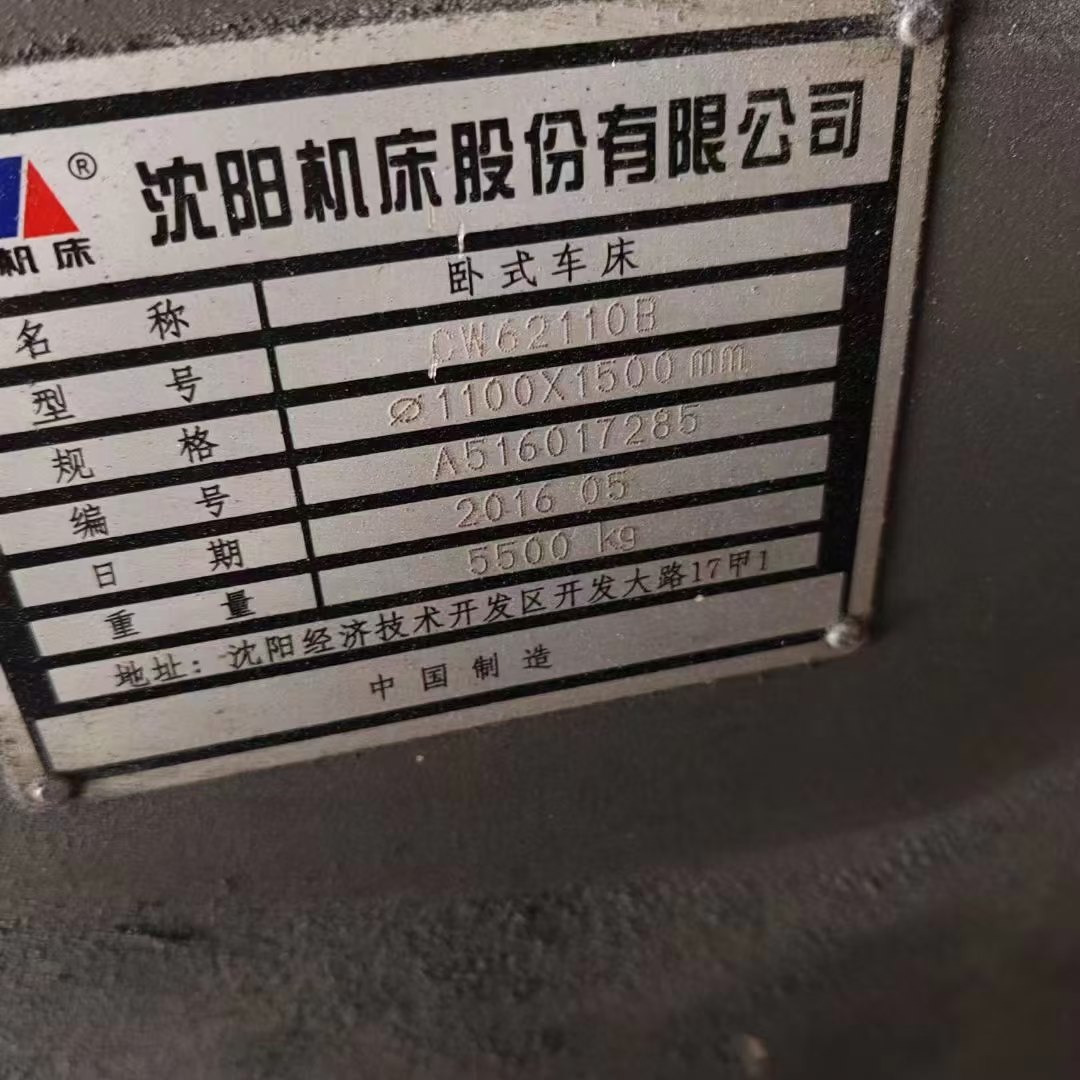 ® 沈阳机床股份有限公司
机床
名称 卧式车床
型号 CW62110B
规格 Ø1100X1500mm
编号 A516017285
日期 2016 05
重量 5500 kg
地址：沈阳经济技术开发区开发大路17甲1
中国制造